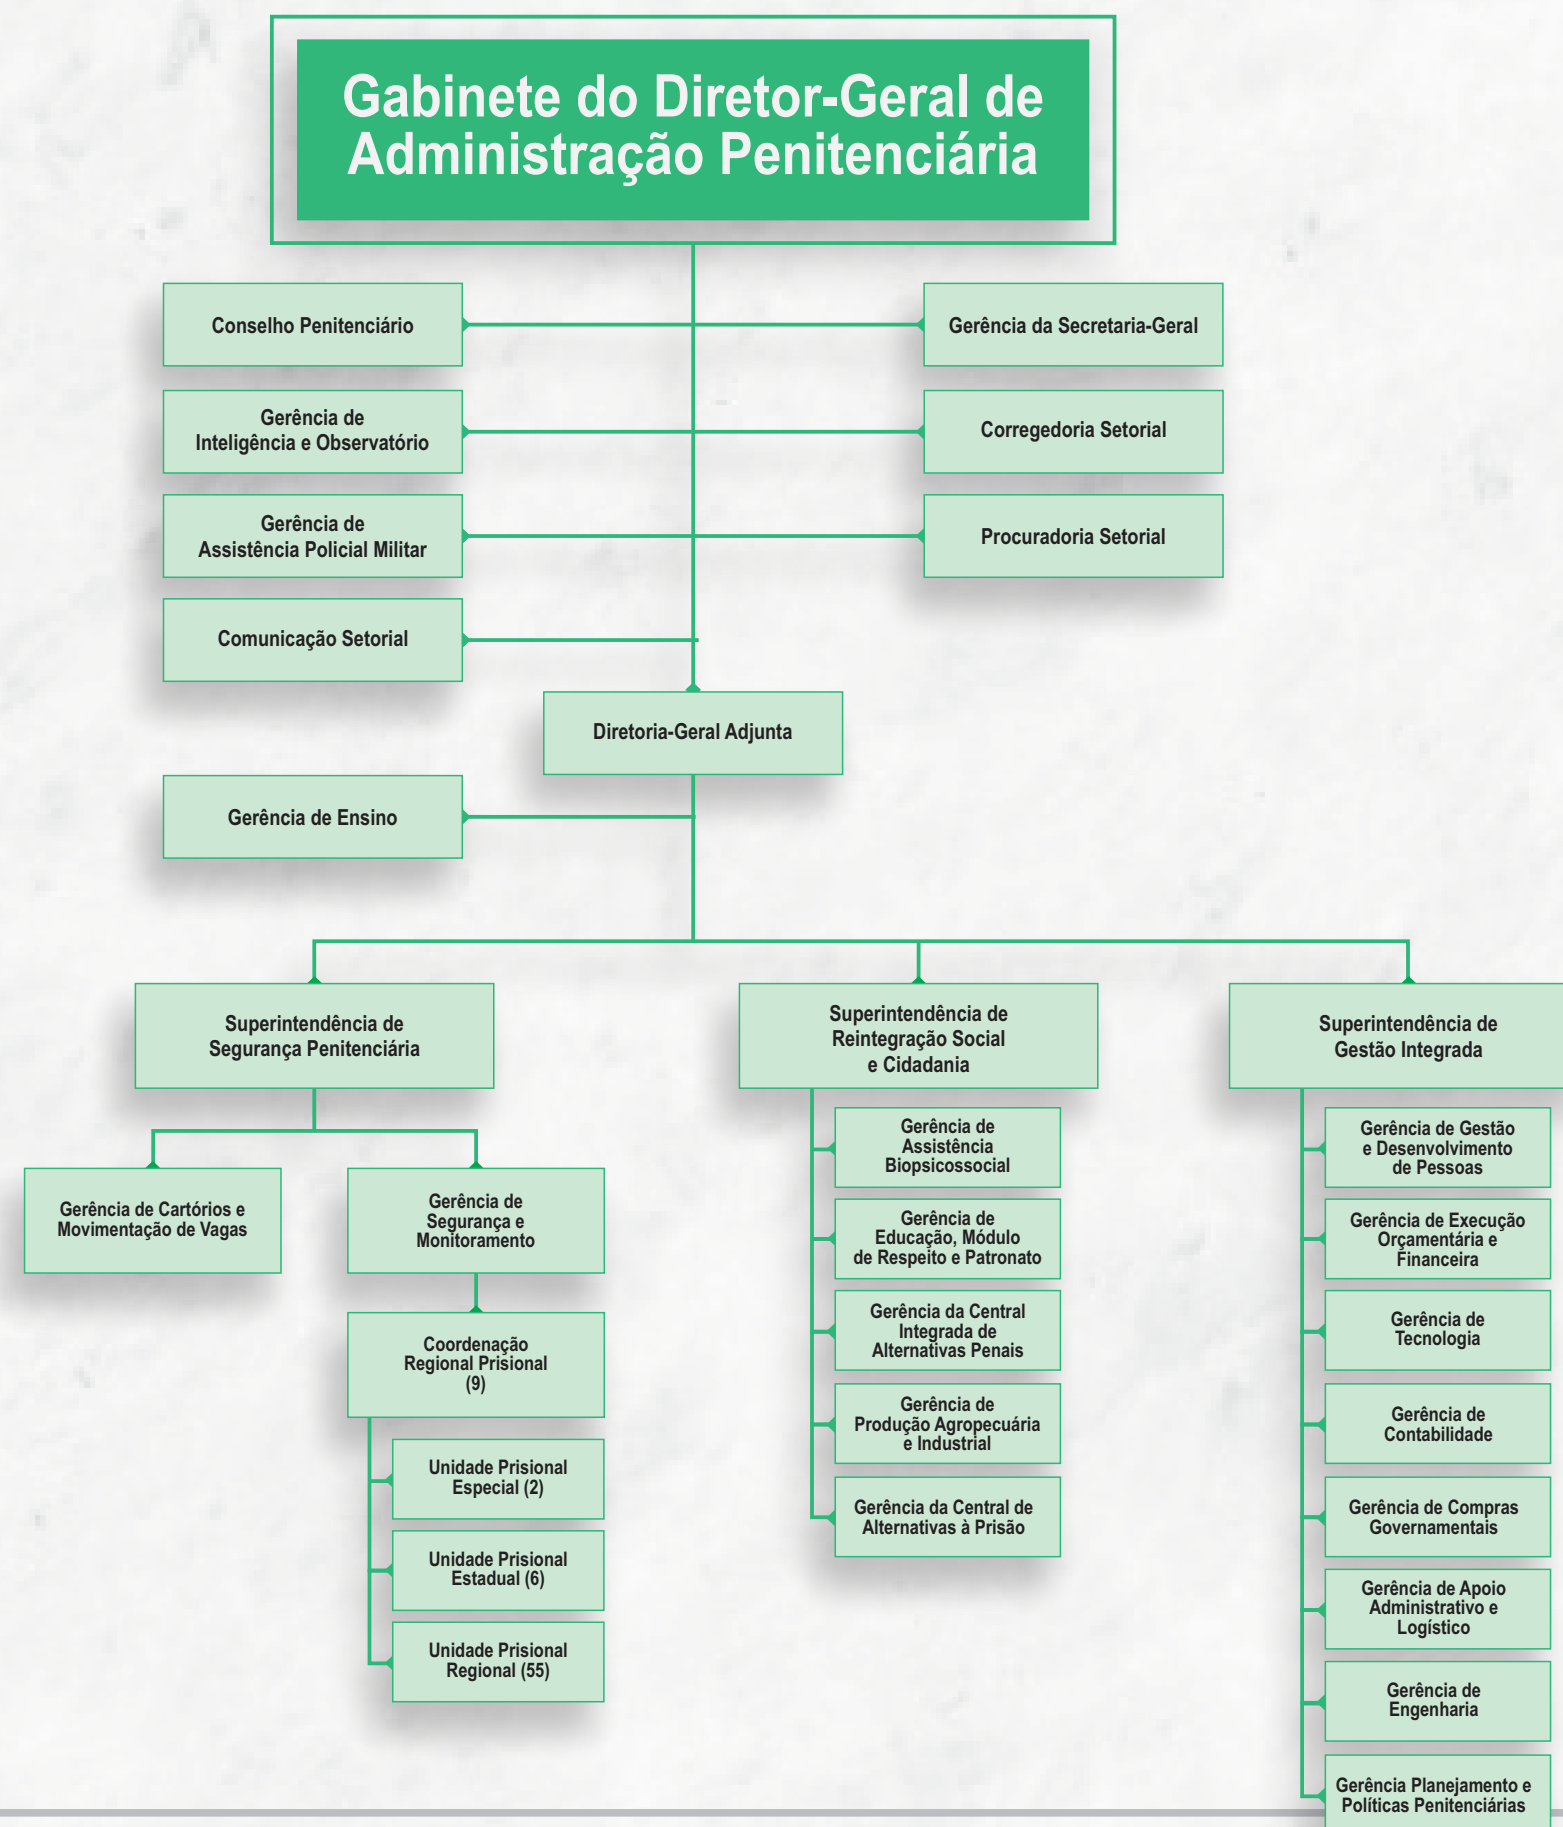 Gabinete do Diretor-Geral de
Administração Penitenciária
Conselho Penitenciário
Gerência da Secretaria-Geral
Gerência de
Inteligência e Observatório
Corregedoria Setorial
Gerência de
Assistência Policial Militar
Procuradoria Setorial
Comunicação Setorial
Diretoria-Geral Adjunta
Gerência de Ensino
Superintendência de
Segurança Penitenciária
Gerência de Cartórios e
Movimentação de Vagas
Gerência de
Segurança e
Monitoramento
Coordenação
Regional Prisional
(9)
Unidade Prisional
Especial (2)
Unidade Prisional
Estadual (6)
Unidade Prisional
Regional (55)
Superintendência de
Reintegração Social
e Cidadania
Gerência de
Assistência
Biopsicossocial
Gerência de
Educação, Módulo
de Respeito e Patronato
Gerência da Central
Integrada de
Alternativas Penais
Gerência de
Produção Agropecuária
e Industrial
Gerência da Central de
Alternativas à Prisão
Superintendência de
Gestão Integrada
Gerência de Gestão
e Desenvolvimento
de Pessoas
Gerência de Execução
Orçamentária e
Financeira
Gerência de
Tecnologia
Gerência de
Contabilidade
Gerência de Compras
Governamentais
Gerência de Apoio
Administrativo e
Logístico
Gerência de
Engenharia
Gerência Planejamento e
Políticas Penitenciárias